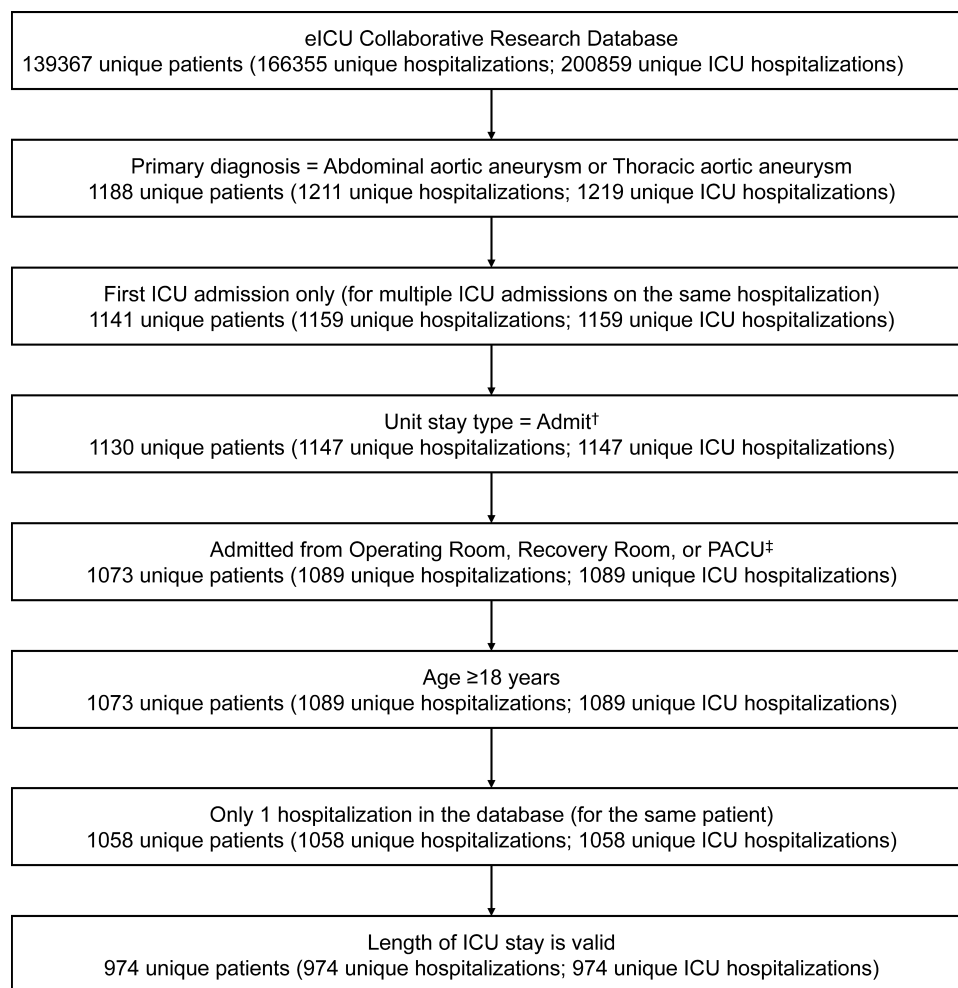 eICU Collaborative Research Database
139367 unique patients (166355 unique hospitalizations; 200859 unique ICU hospitalizations)
Primary diagnosis = Abdominal aortic aneurysm or Thoracic aortic aneurysm
1188 unique patients (1211 unique hospitalizations; 1219 unique ICU hospitalizations)
First ICU admission only (for multiple ICU admissions on the same hospitalization)
1141 unique patients (1159 unique hospitalizations; 1159 unique ICU hospitalizations)
Unit stay type = Admit†
1130 unique patients (1147 unique hospitalizations; 1147 unique ICU hospitalizations)
Admitted from Operating Room, Recovery Room, or PACU‡
1073 unique patients (1089 unique hospitalizations; 1089 unique ICU hospitalizations)
Age ≥18 years
1073 unique patients (1089 unique hospitalizations; 1089 unique ICU hospitalizations)
Only 1 hospitalization in the database (for the same patient)
1058 unique patients (1058 unique hospitalizations; 1058 unique ICU hospitalizations)
Length of ICU stay is valid
974 unique patients (974 unique hospitalizations; 974 unique ICU hospitalizations)